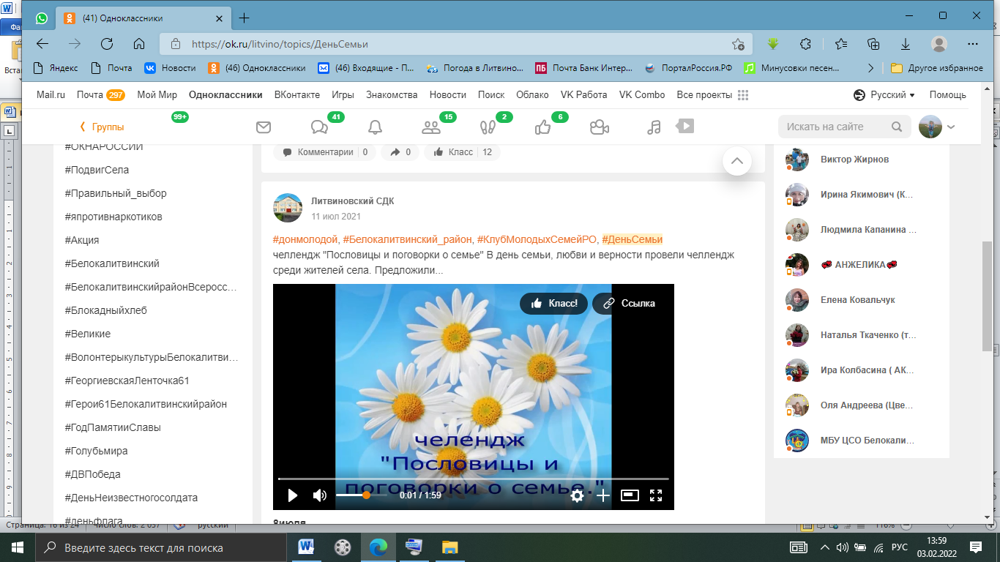 (41) Одноклассники
https://ok.ru/litvino/topics/ДеньСемьи
Яндекс Почта Новости (46) Одноклассники (46) Входящие - П... Погода в Литвино... Почта Банк Интер... ПорталРоссия.РФ Минусовки песен... Другое избранное
Mail.ru Почта 297 Мой Мир Одноклассники ВКонтакте Игры Знакомства Новости Поиск Облако VK Работа VK Combo Все проекты Русский Помощь
Группы 99+ 41 15 2 6 Искать на сайте
#ОКНАРОССИИ
#ПодвигСела
#Правильный_выбор
#япротивнаркотиков
#Акция
#Белокалитвинский
#БелокалитвинскийрайонВсеросс...
#Блокадныйхлеб
#Великие
#ВолонтерыкультурыБелокалитви...
#ГеоргиевскаяЛенточка61
#Герои61Белокалитвинскийрайон
#ГодПамятииСлавы
#Голубьмира
#ДВПобеда
#ДеньНеизвестногосолдата
#деньфлага
Комментарии 0 0 Класс 12
Литвиновский СДК
11 июл 2021
#донмолодой, #Белокалитвинский_район, #КлубМолодыхСемейРО, #ДеньСемьи
челлендж "Пословицы и поговорки о семье" В день семьи, любви и верности провели челлендж
среди жителей села. Предложили...
Класс! Ссылка
челендж
"Пословицы и
поговорки о семье."
0:01 / 1:59
8июля
Виктор Жирнов
Ирина Якимович (К...
Людмила Капанина ...
АНЖЕЛИКА
Елена Ковальчук
Наталья Ткаченко (т...
Ира Колбасина ( АК...
Оля Андреева (Цве...
МБУ ЦСО Белокали...
Страница: 16 из 24 Число слов: 2 057 русский 116%
Введите здесь текст для поиска
РУС
13:59
03.02.2022